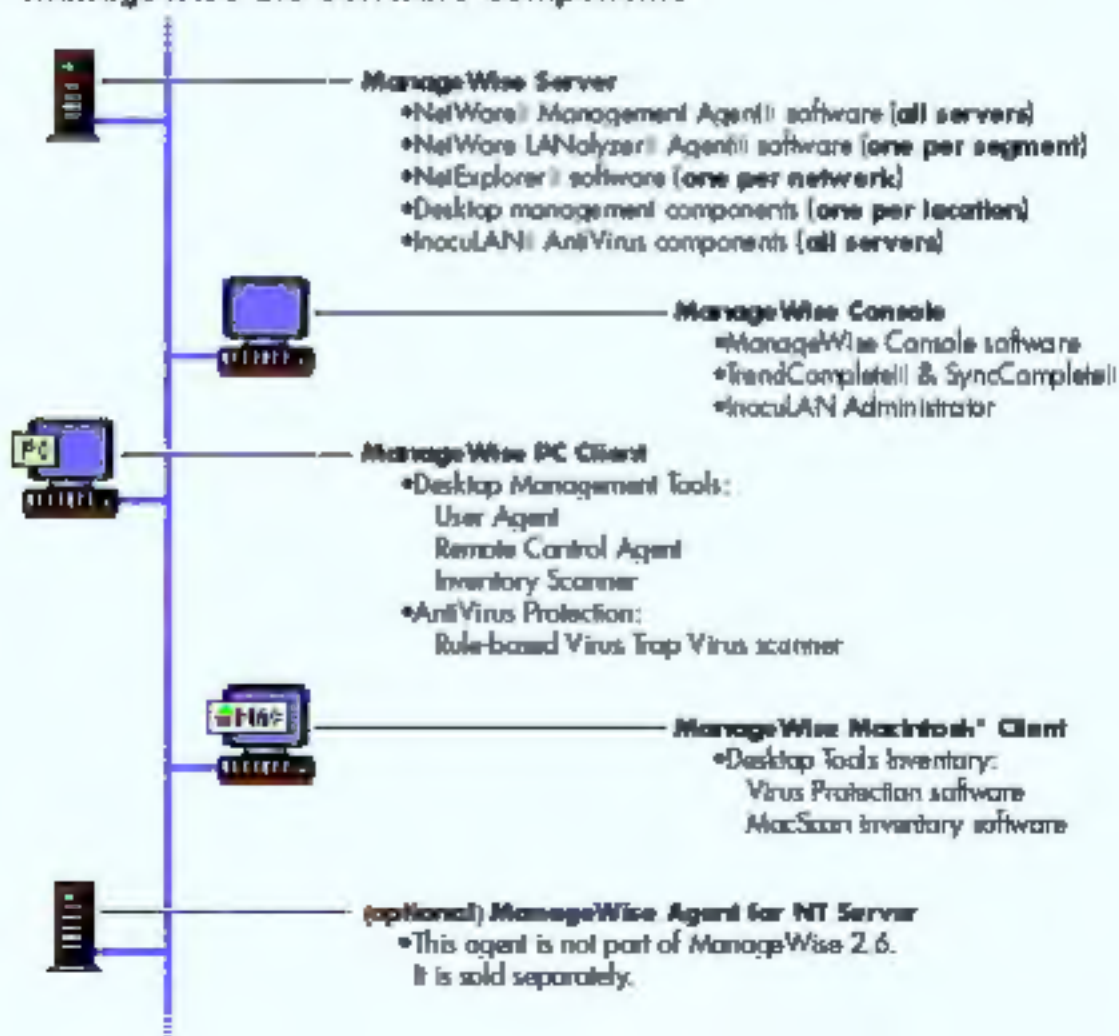 ManageWise Server
•NetWare Management Agent software (all servers)
•NetWare LANalyzer Agent software (one per segment)
•NetExplorer software (one per network)
•Desktop management components (one per location)
•InocuLAN AntiVirus components (all servers)
ManageWise Console
•ManageWise Console software
•TrendComplete & SyncComplete
•InocuLAN Administrator
PC
ManageWise PC Client
•Desktop Management Tools:
User Agent
Remote Control Agent
Inventory Scanner
•AntiVirus Protection:
Rule-based Virus Trap Virus scanner
Mac
ManageWise Macintosh* Client
•Desktop Tools Inventory:
Virus Protection software
MacScan inventory software
(optional) ManageWise Agent for NT Server
•This agent is not part of ManageWise 2.6.
It is sold separately.